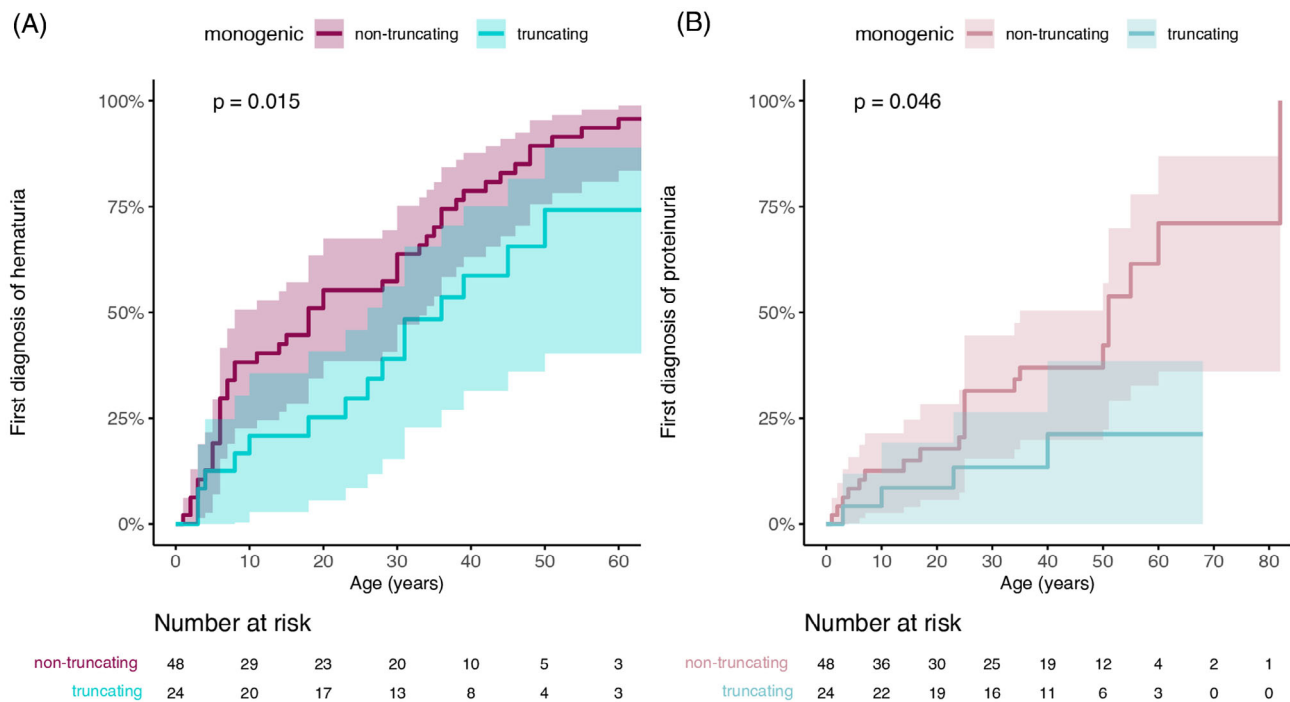 (A)
monogenic non-truncating truncating
p = 0.015
100%
75%
50%
25%
0%
First diagnosis of hematuria
0 10 20 30 40 50 60
Age (years)
Number at risk
non-truncating 48 29 23 20 10 5 3
truncating 24 20 17 13 8 4 3
(B)
monogenic non-truncating truncating
p = 0.046
100%
75%
50%
25%
0%
First diagnosis of proteinuria
0 10 20 30 40 50 60 70 80
Age (years)
Number at risk
non-truncating 48 36 30 25 19 12 4 2 1
truncating 24 22 19 16 11 6 3 0 0